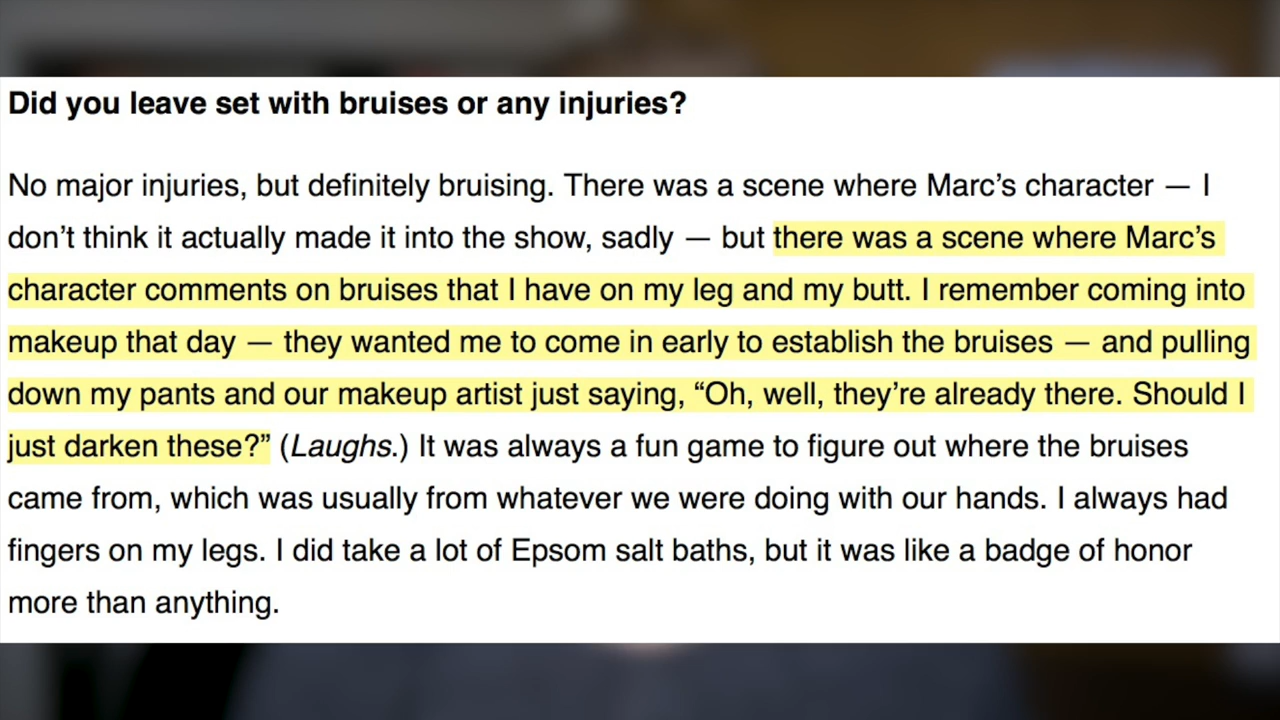 Did you leave set with bruises or any injuries?
No major injuries, but definitely bruising. There was a scene where Marc’s character — I
don’t think it actually made it into the show, sadly — but there was a scene where Marc’s
character comments on bruises that I have on my leg and my butt. I remember coming into
makeup that day — they wanted me to come in early to establish the bruises — and pulling
down my pants and our makeup artist just saying, “Oh, well, they’re already there. Should I
just darken these?” (Laughs.) It was always a fun game to figure out where the bruises
came from, which was usually from whatever we were doing with our hands. I always had
fingers on my legs. I did take a lot of Epsom salt baths, but it was like a badge of honor
more than anything.